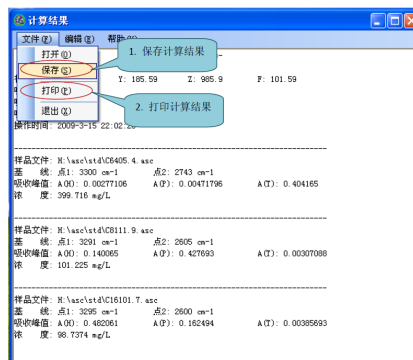 计算结果
文件(F) 编辑(E) 帮助
打开(O)
保存(S)
打印(P)
退出(X)
1. 保存计算结果
2. 打印计算结果
Y: 185.59 Z: 985.9 F: 101.59
操作时间: 2009-3-15 22:02:26
样品文件: H:\asc\std\C6405.4.asc
基 线: 点1: 3300 cm-1 点2: 2743 cm-1
吸收峰值: A(H): 0.00277106 A(P): 0.00471796 A(T): 0.404165
浓 度: 399.716 mg/L
样品文件: H:\asc\std\C8111.9.asc
基 线: 点1: 3291 cm-1 点2: 2605 cm-1
吸收峰值: A(H): 0.140065 A(P): 0.427693 A(T): 0.00307088
浓 度: 101.225 mg/L
样品文件: H:\asc\std\C16101.7.asc
基 线: 点1: 3295 cm-1 点2: 2600 cm-1
吸收峰值: A(H): 0.482061 A(P): 0.162494 A(T): 0.00385693
浓 度: 98.7374 mg/L